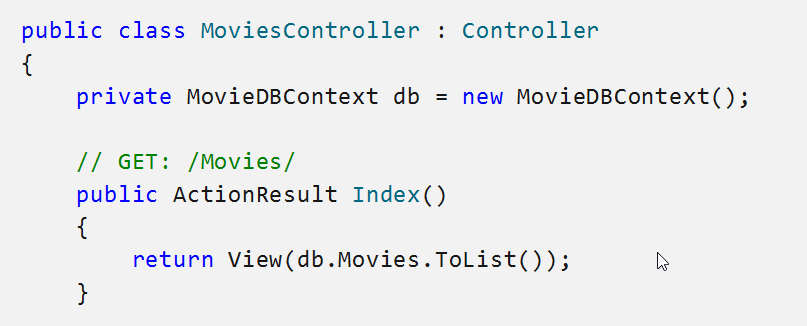 public class MoviesController : Controller
{
    private MovieDBContext db = new MovieDBContext();
    // GET: /Movies/
    public ActionResult Index()
    {
        return View(db.Movies.ToList());
    }